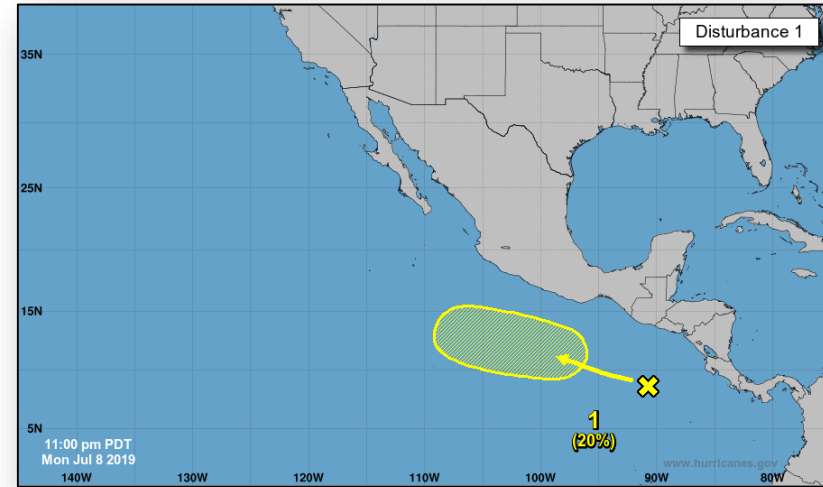 Disturbance 1
35N
25N
15N
5N
1
(20%)
11:00 pm PDT
Mon Jul 8 2019
www.hurricanes.gov
140W
130W
120W
110W
100W
90W
80W